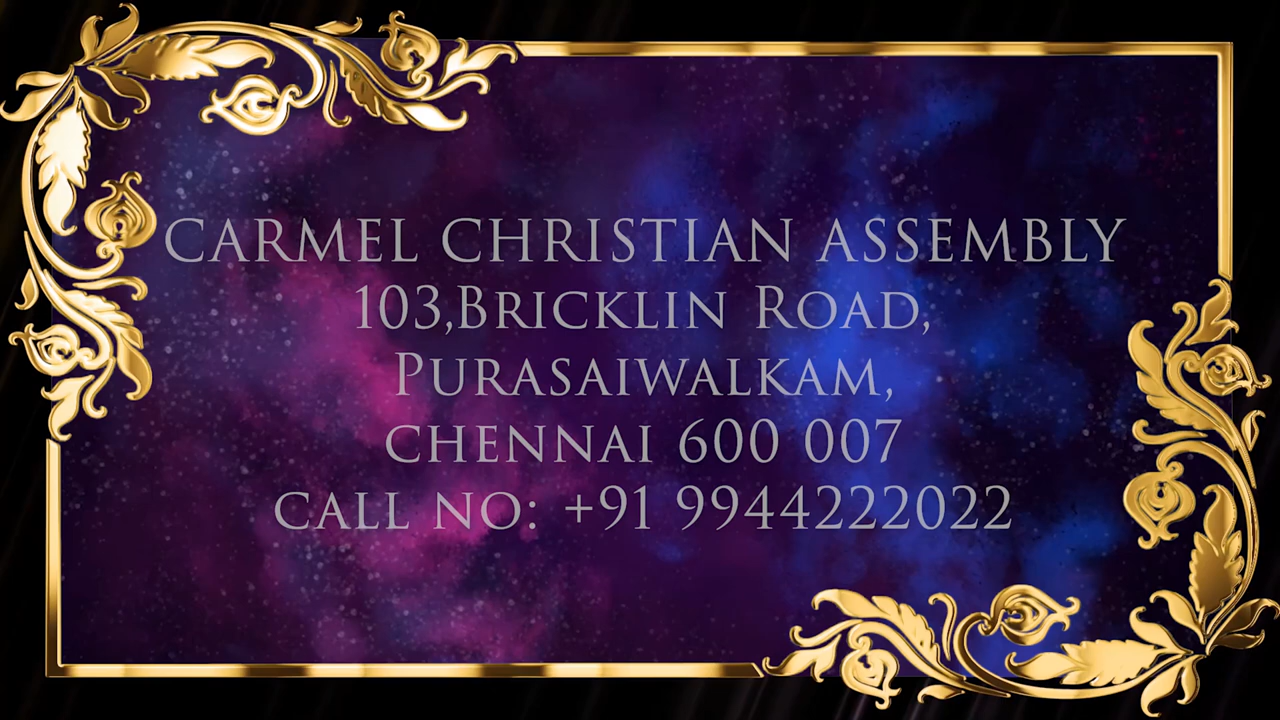 CARMEL CHRISTIAN ASSEMBLY
103,Bricklin Road,
Purasaiwalkam,
chennai 600 007
call no: +91 9944222022